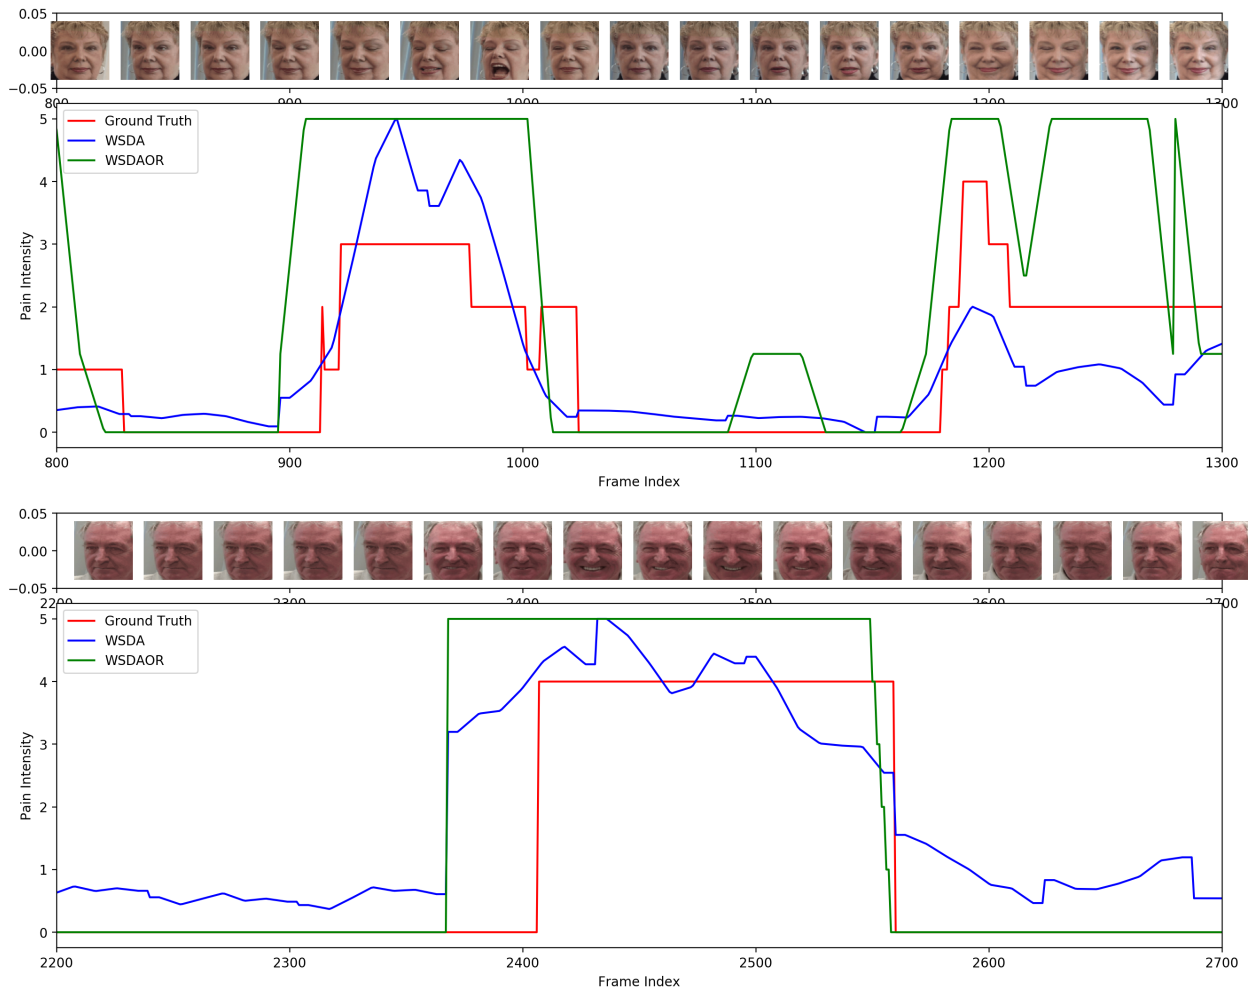 0.05
0.00
−0.05
800 900 1000 1100 1200 1300
5
4
3
2
1
0
Pain Intensity
Ground Truth
WSDA
WSDAOR
800 900 1000 1100 1200 1300
Frame Index
0.05
0.00
−0.05
2200 2300 2400 2500 2600 2700
5
4
3
2
1
0
Pain Intensity
Ground Truth
WSDA
WSDAOR
2200 2300 2400 2500 2600 2700
Frame Index